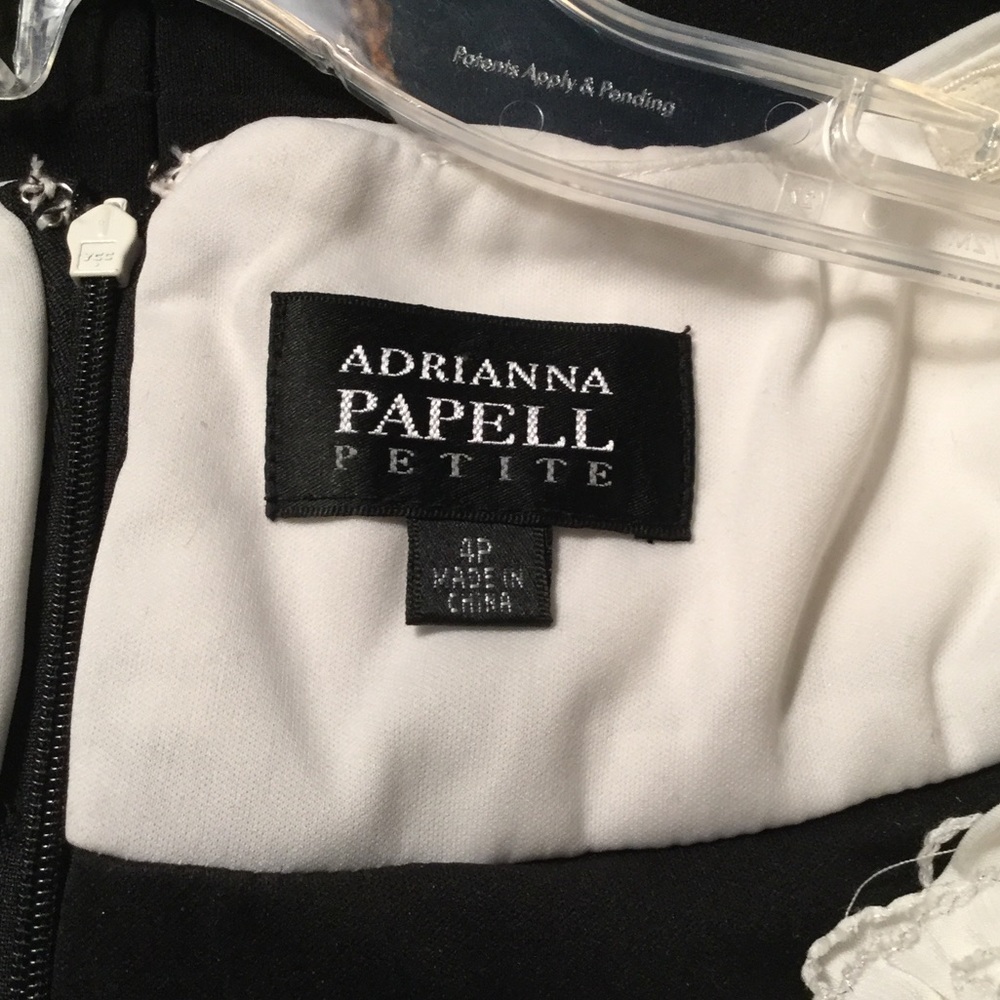 Patents Apply & Pending
ADRIANNA
PAPELL
PETITE
4P
MADE IN
CHINA